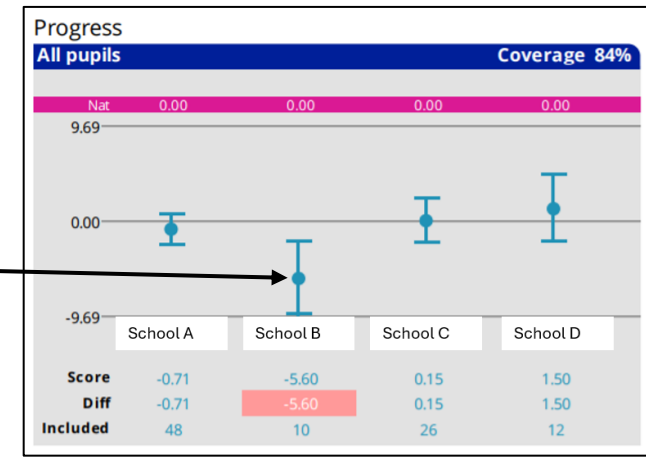 Progress
All pupils Coverage 84%
Nat 0.00 0.00 0.00 0.00
9.69
0.00
-9.69
School A School B School C School D
Score -0.71 -5.60 0.15 1.50
Diff -0.71 -5.60 0.15 1.50
Included 48 10 26 12